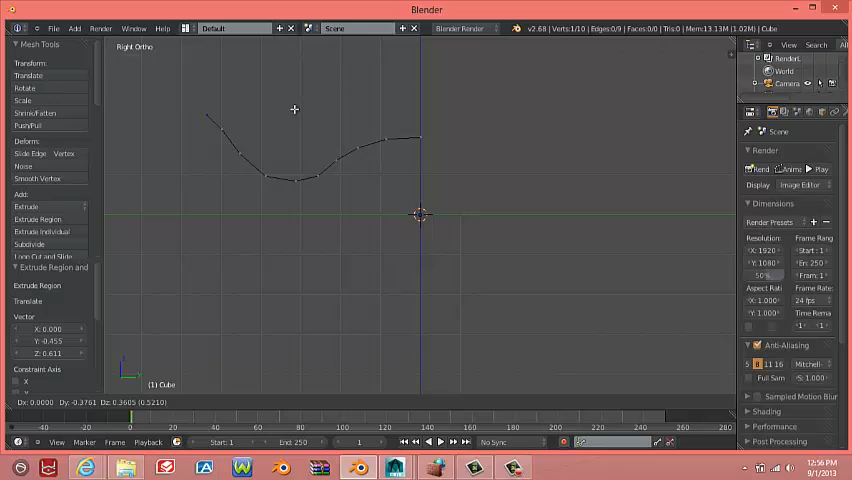 Blender
File Add Render Window Help Default Scene Blender Render v2.68 | Verts:1/10 | Edges:0/9 | Faces:0/0 | Tris:0 | Mem:13.13M (1.02M) | Cube
Mesh Tools
Transform:
Translate
Rotate
Scale
Shrink/Fatten
Push/Pull
Deform:
Slide Edge Vertex
Noise
Smooth Vertex
Add:
Extrude
Extrude Region
Extrude Individual
Subdivide
Loop Cut and Slide
Extrude Region and
Extrude Region
Translate
Vector
X: 0.000
Y: -0.455
Z: 0.611
Constraint Axis
X
Right Ortho
(1) Cube
Dx: 0.0000 Dy: -0.3761 Dz: 0.3605 (0.5210)
View Search All
RenderL
World
Camera
Scene
Render
Rend Anima Play
Display Image Editor
Dimensions
Render Presets
Resolution: Frame Rang
X: 1920 Start: 1
Y: 1080 En: 250
50% Fram: 1
Aspect Rati Frame Rate:
X: 1.000 24 fps
Y: 1.000 Time Rema
1 1
Anti-Aliasing
5 8 11 16 Mitchell-
Full Sam S: 1.000
Sampled Motion Blur
Shading
Performance
Post Processing
-40 -20 0 20 40 60 80 100 120 140 160 180 200 220 240 260 280
View Marker Frame Playback Start: 1 End: 250 1 No Sync
12:56 PM
9/1/2013